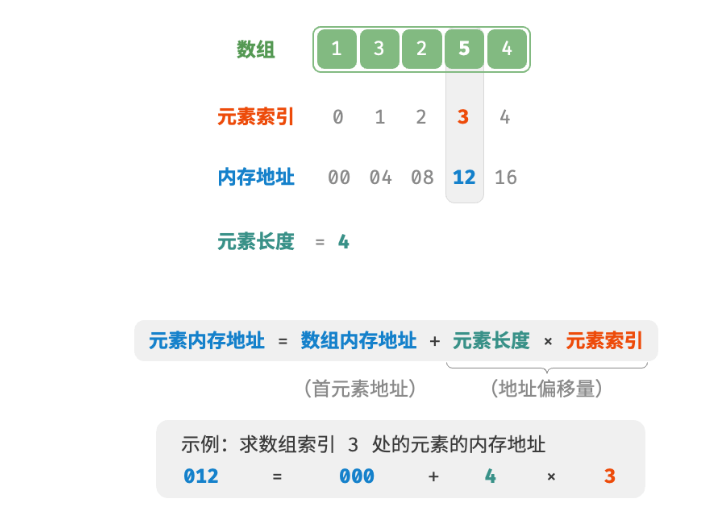 数组 1 3 2 5 4
元素索引 0 1 2 3 4
内存地址 00 04 08 12 16
元素长度 = 4
元素内存地址 = 数组内存地址 + 元素长度 × 元素索引
（首元素地址） （地址偏移量）
示例：求数组索引 3 处的元素的内存地址
012 = 000 + 4 × 3